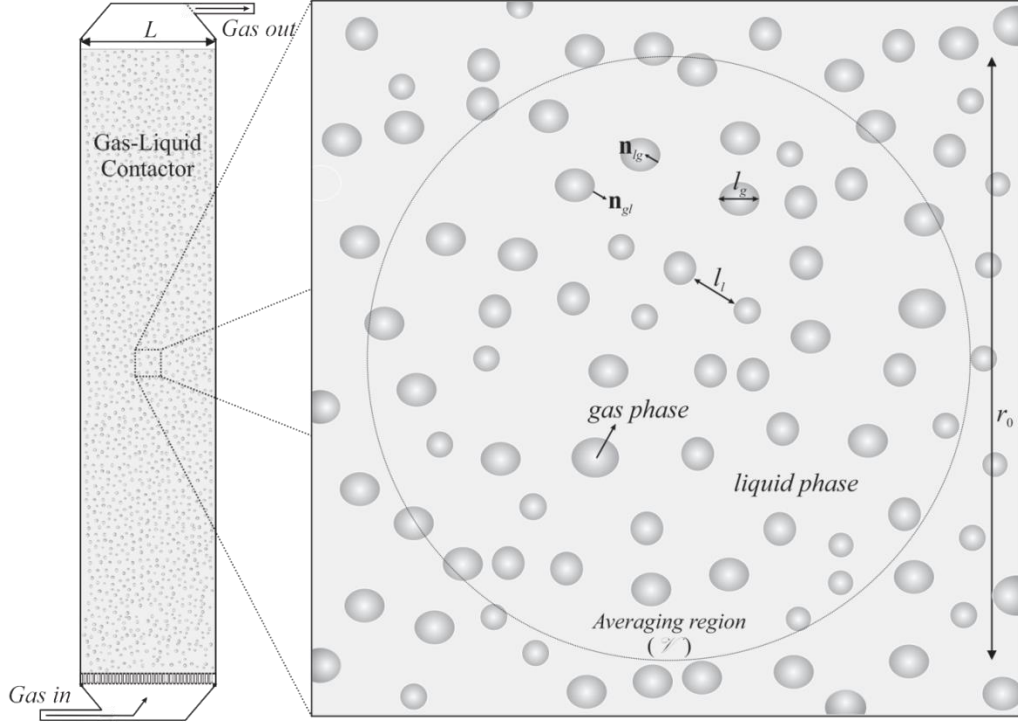 L
Gas out
Gas-Liquid
Contactor
Gas in
n_lg
n_gl
l_g
l_l
gas phase
liquid phase
r_0
Averaging region
(𝒱)